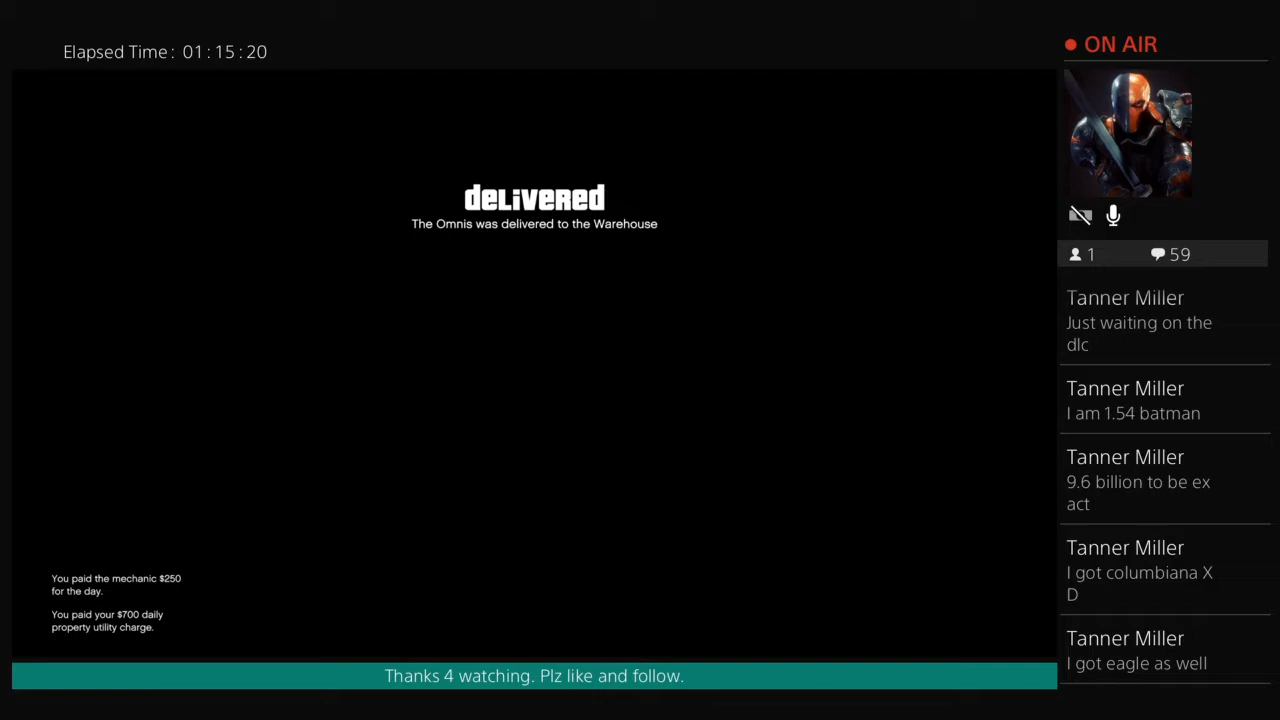 Elapsed Time: 01:15:20
ON AIR
delivered
The Omnis was delivered to the Warehouse
1 59
Tanner Miller
Just waiting on the
dlc
Tanner Miller
I am 1.54 batman
Tanner Miller
9.6 billion to be ex
act
Tanner Miller
I got columbiana X
D
Tanner Miller
I got eagle as well
You paid the mechanic $250
for the day.
You paid your $700 daily
property utility charge.
Thanks 4 watching. Plz like and follow.